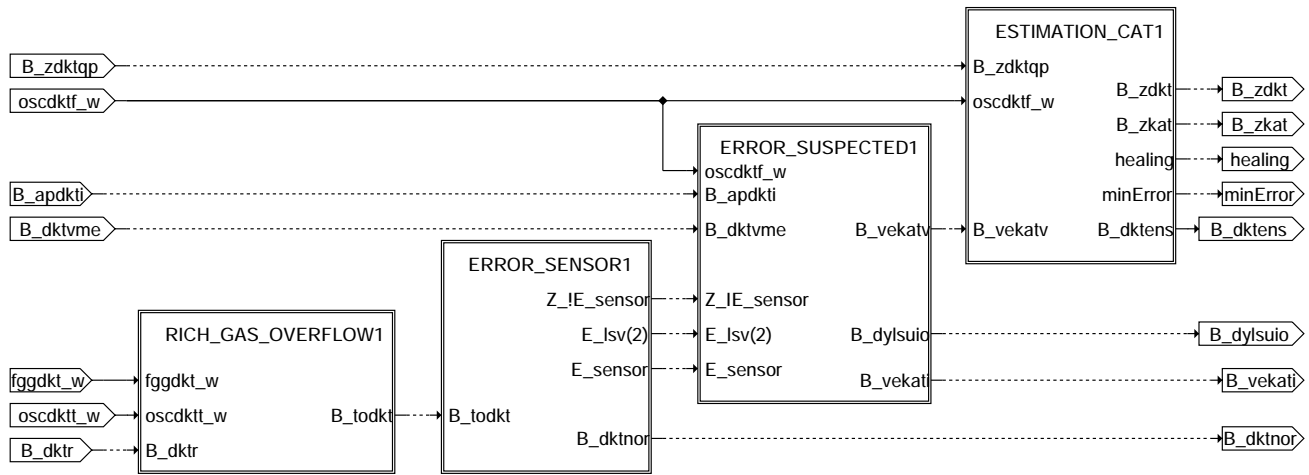 ESTIMATION_CAT1
B_zdktqp
B_zdktqp
B_zdkt
B_zdkt
oscdktf_w
oscdktf_w
B_zkat
B_zkat
ERROR_SUSPECTED1
healing
healing
oscdktf_w
B_apdkti
B_apdkti
minError
minError
B_dktvme
B_dktvme
B_vekatv
B_vekatv
B_dktens
B_dktens
ERROR_SENSOR1
Z_!E_sensor
Z_!E_sensor
RICH_GAS_OVERFLOW1
E_lsv(2)
E_lsv(2)
B_dylsuio
B_dylsuio
E_sensor
E_sensor
fggdkt_w
fggdkt_w
B_vekati
B_vekati
oscdktt_w
oscdktt_w
B_todkt
B_todkt
B_dktnor
B_dktnor
B_dktr
B_dktr